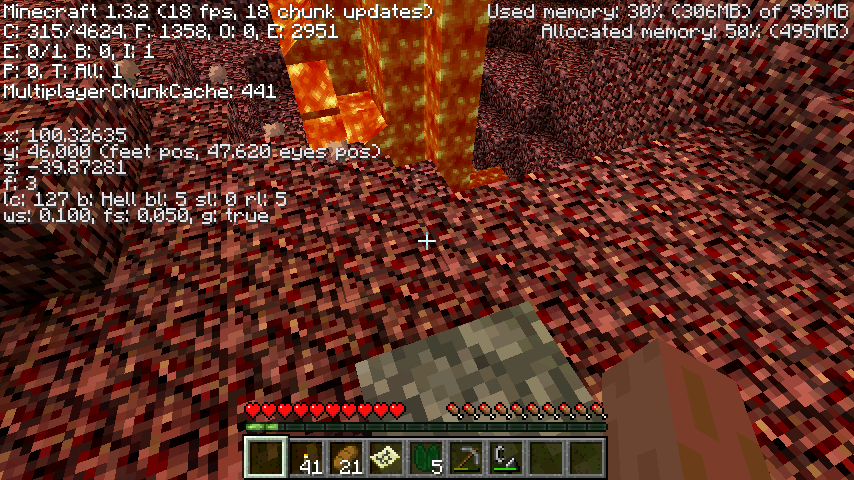 Minecraft 1.3.2 (18 fps, 18 chunk updates)
Used memory: 30% (306MB) of 989MB
C: 315/4624, F: 1358, O: 0, E: 2951
Allocated memory: 50% (495MB)
E: 0/1, B: 0, I: 1
P: 0, T: All: 1
MultiplayerChunkCache: 441
x: 100.32635
y: 46.000 (feet pos, 47.620 eyes pos)
z: -39.87281
f: 3
lc: 127 b: Hell bl: 5 sl: 0 rl: 5
ws: 0.100, fs: 0.050, g: true
41
21
5